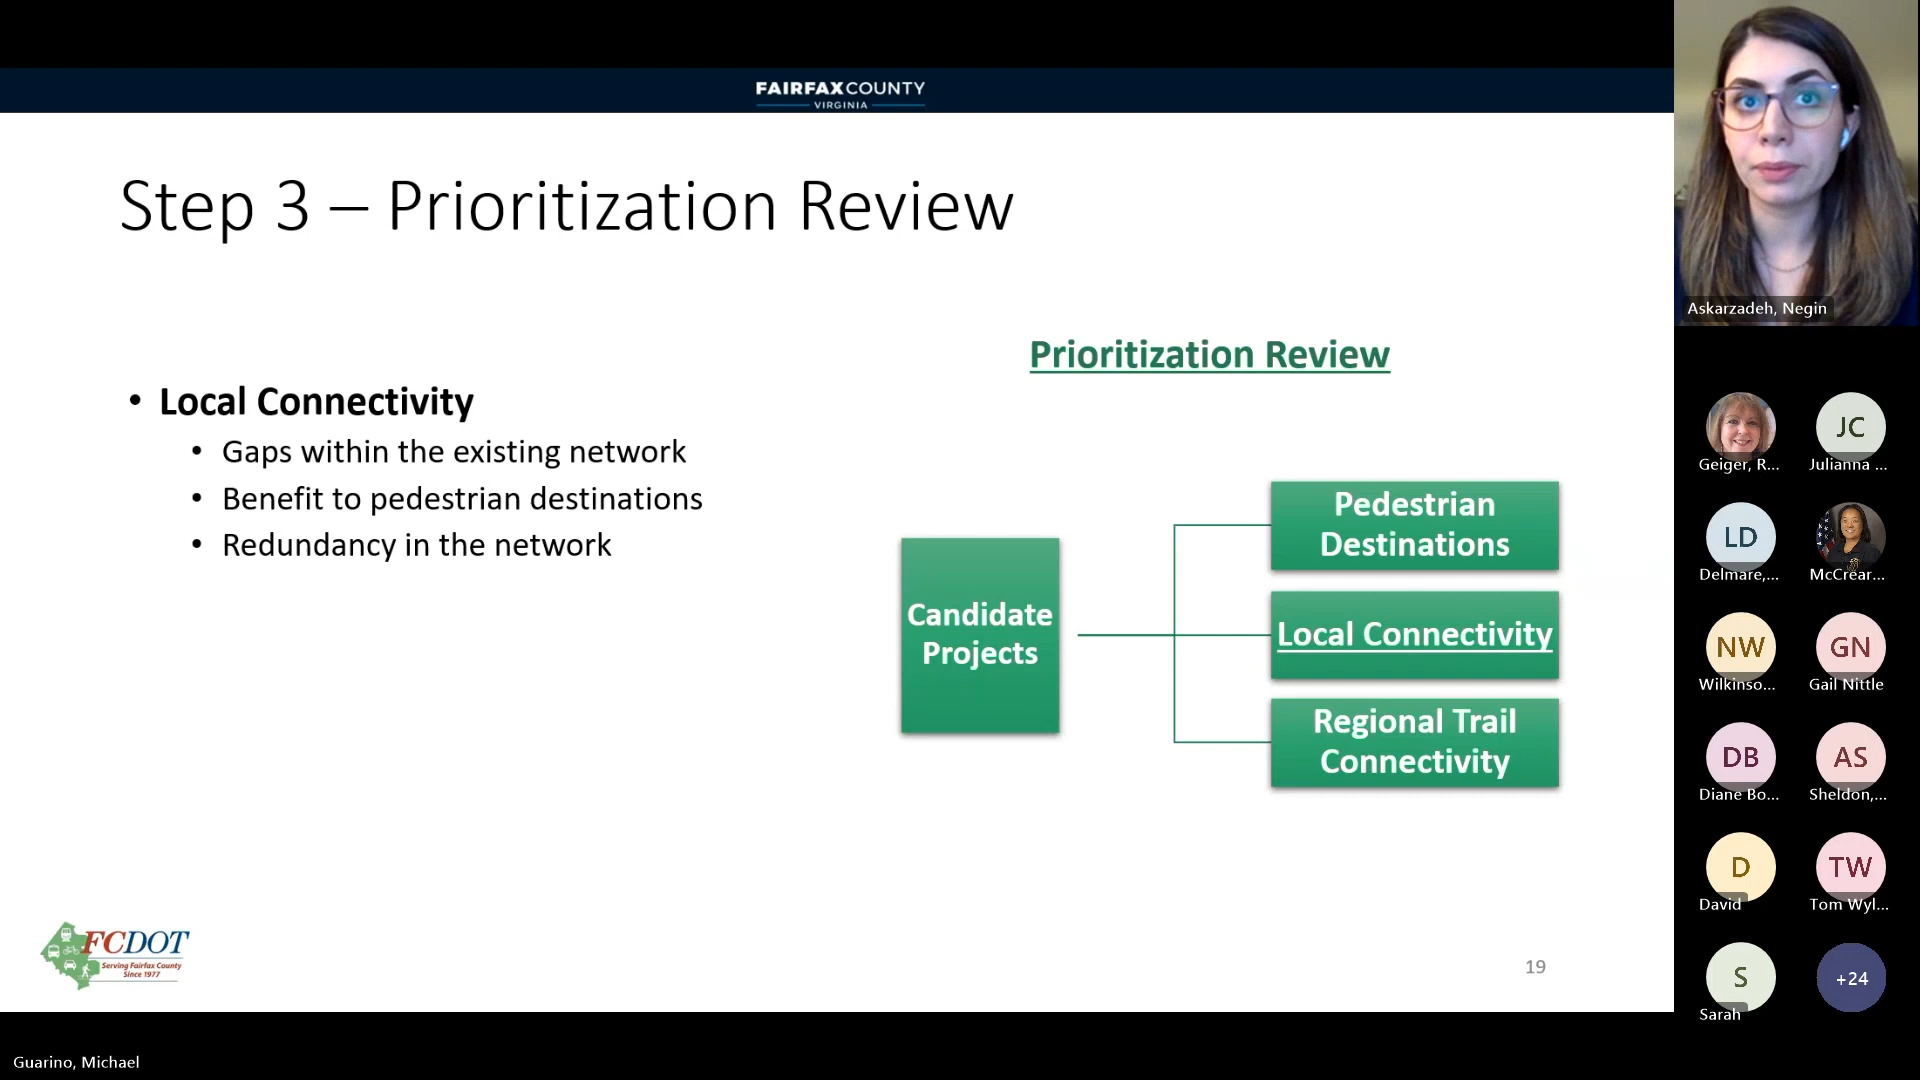 FAIRFAXCOUNTY
VIRGINIA
Step 3 – Prioritization Review
• Local Connectivity
• Gaps within the existing network
• Benefit to pedestrian destinations
• Redundancy in the network
Prioritization Review
Candidate
Projects
Pedestrian
Destinations
Local Connectivity
Regional Trail
Connectivity
FCDOT
Serving Fairfax County
Since 1977
19
Guarino, Michael
Askarzadeh, Negin
Geiger, R...
JC
Julianna ...
LD
Delmare,...
McCrear...
NW
Wilkinso...
GN
Gail Nittle
DB
Diane Bo...
AS
Sheldon,...
D
David
TW
Tom Wyl...
S
Sarah
+24